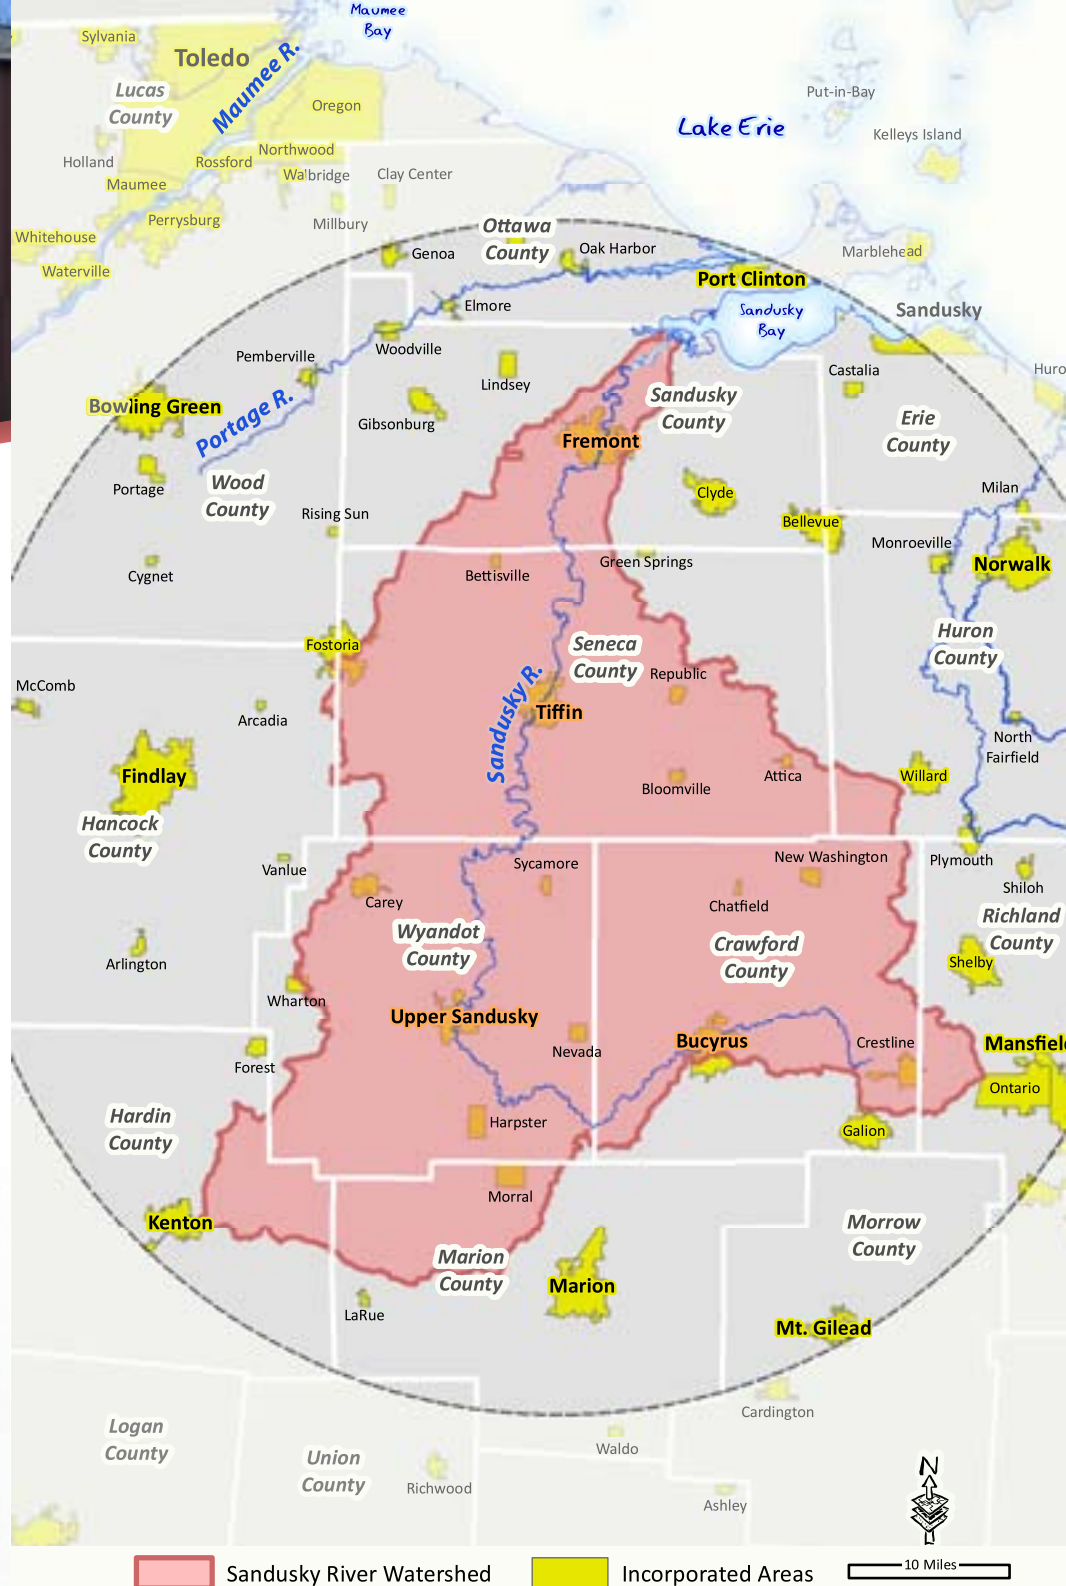 Maumee
Bay
Sylvania
Toledo
Maumee R.
Lucas
County
Oregon
Put-in-Bay
Lake Erie
Kelleys Island
Holland
Rossford
Northwood
Walbridge
Clay Center
Maumee
Perrysburg
Millbury
Whitehouse
Ottawa
County
Genoa
Oak Harbor
Marblehead
Waterville
Port Clinton
Elmore
Sandusky
Bay
Sandusky
Woodville
Pemberville
Lindsey
Castalia
Huro
Bowling Green
Portage R.
Gibsonburg
Sandusky
County
Erie
County
Fremont
Portage
Wood
County
Clyde
Milan
Rising Sun
Bellevue
Monroeville
Norwalk
Cygnet
Bettisville
Green Springs
Fostoria
Seneca
County
Huron
County
McComb
Republic
Sandusky R.
Tiffin
Arcadia
North
Fairfield
Findlay
Bloomville
Attica
Willard
Hancock
County
Vanlue
Sycamore
New Washington
Plymouth
Shiloh
Carey
Chatfield
Richland
County
Wyandot
County
Crawford
County
Arlington
Shelby
Wharton
Upper Sandusky
Bucyrus
Crestline
Mansfield
Nevada
Forest
Ontario
Hardin
County
Harpster
Galion
Morral
Kenton
Morrow
County
Marion
County
Marion
LaRue
Mt. Gilead
Cardington
Logan
County
Union
County
Waldo
Richwood
Ashley
N
Sandusky River Watershed
Incorporated Areas
10 Miles